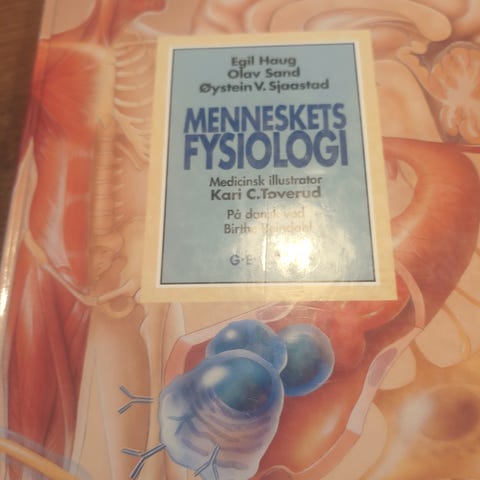 Egil Haug
Olav Sand
Øystein V. Sjaastad
MENNESKETS
FYSIOLOGI
Medicinsk illustrator
Kari C. Toverud
På dansk ved
Birthe
G·E·